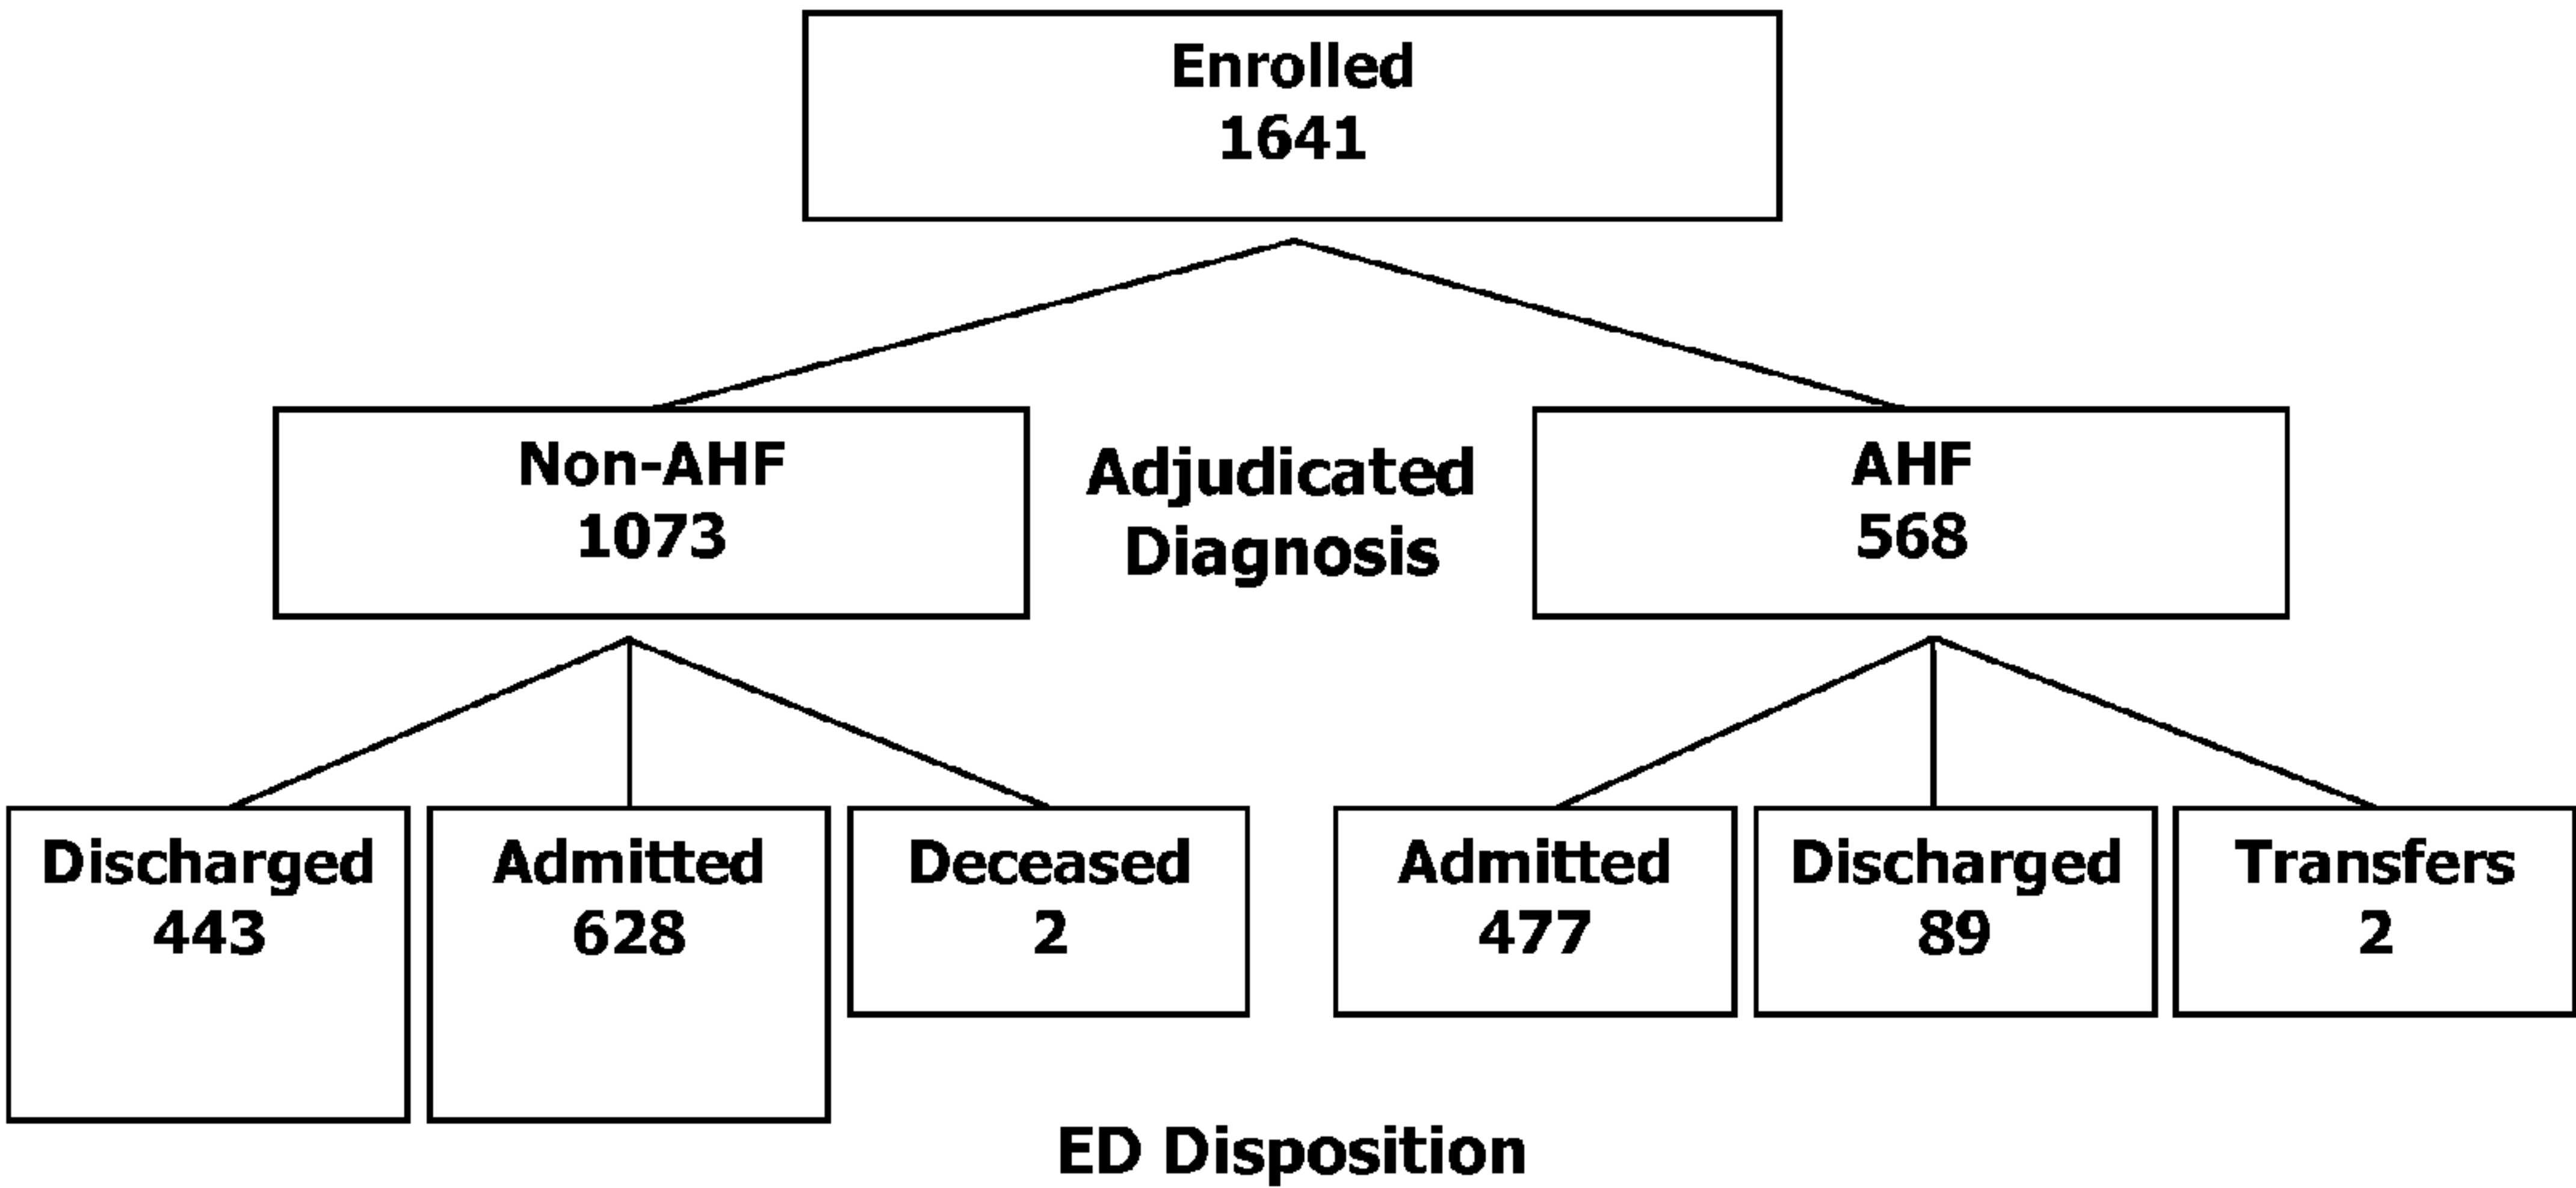 Enrolled
1641
Non-AHF
1073
Adjudicated
Diagnosis
AHF
568
Discharged
443
Admitted
628
Deceased
2
Admitted
477
Discharged
89
Transfers
2
ED Disposition